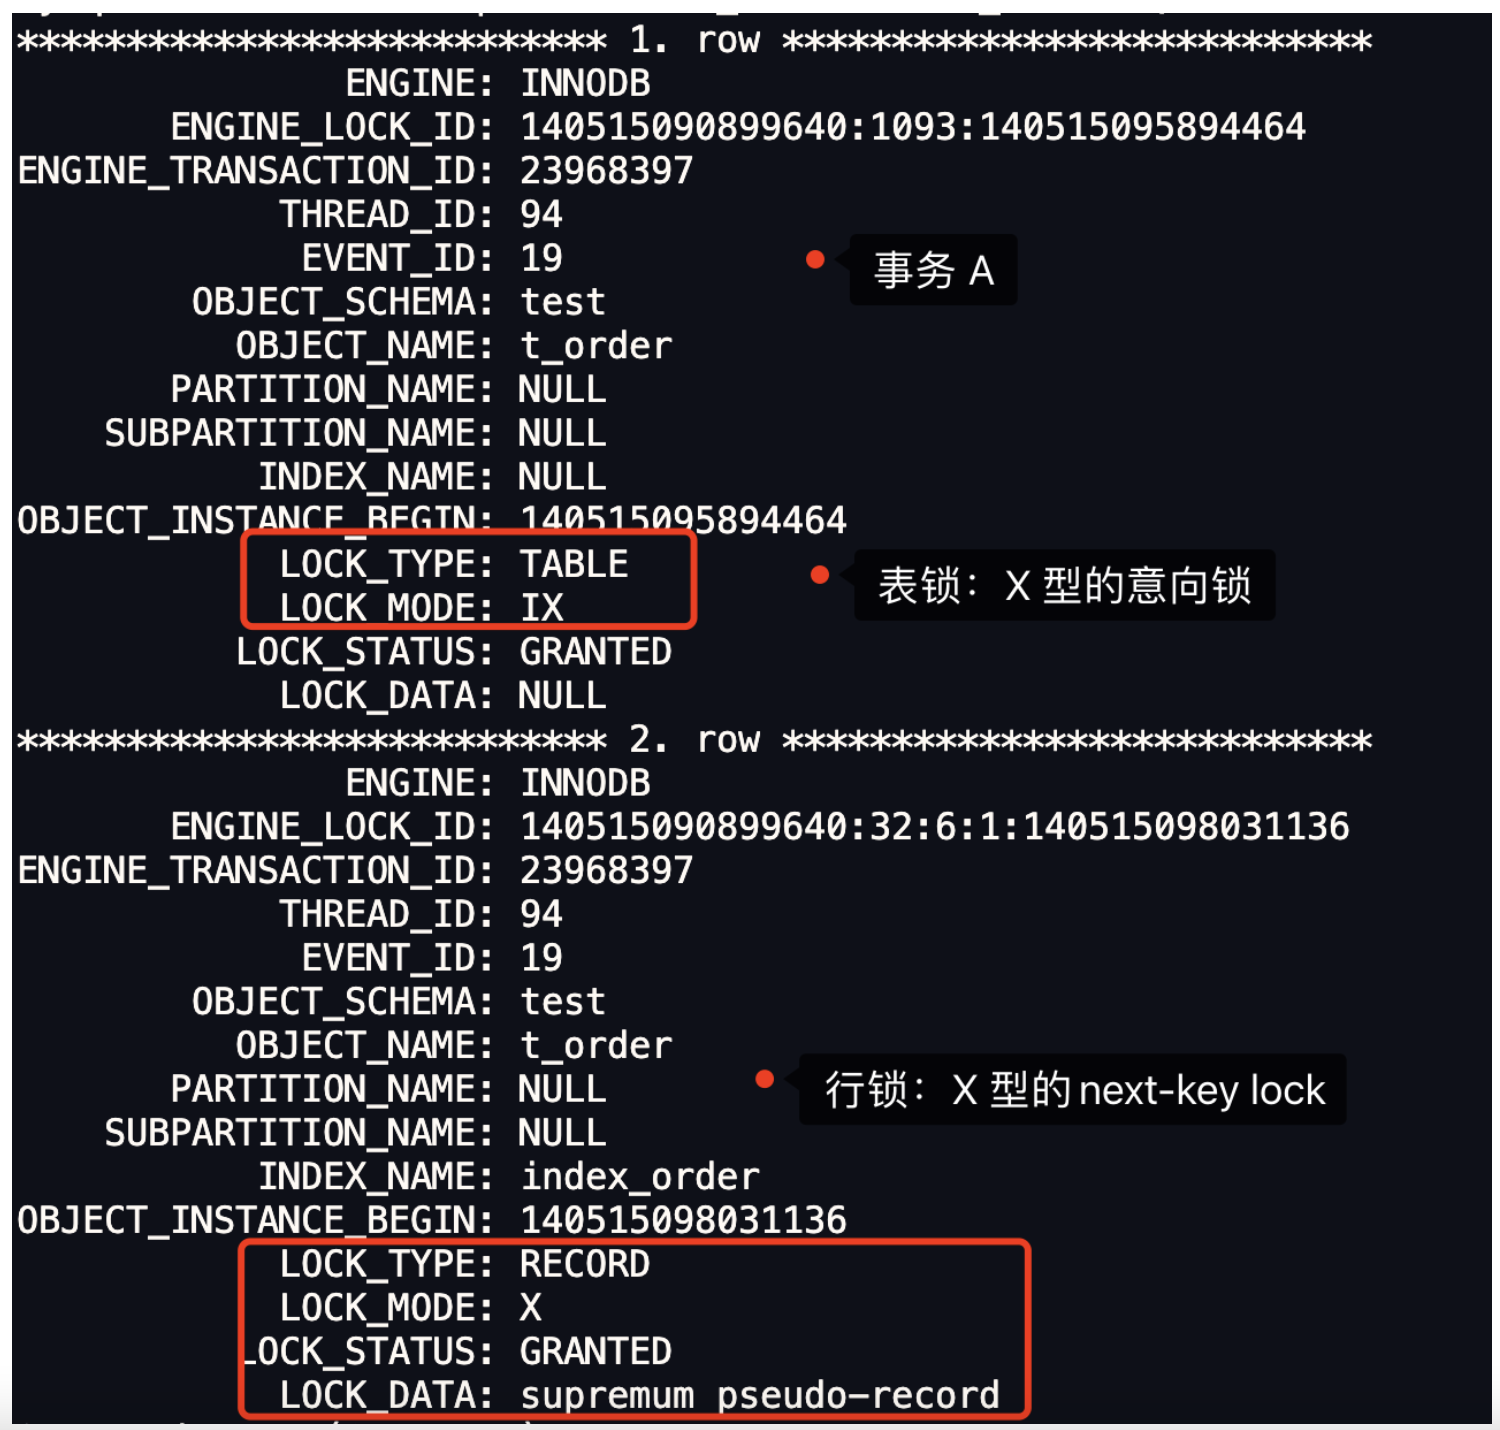 *************************** 1. row ***************************
ENGINE: INNODB
ENGINE_LOCK_ID: 140515090899640:1093:140515095894464
ENGINE_TRANSACTION_ID: 23968397
THREAD_ID: 94
EVENT_ID: 19
事务 A
OBJECT_SCHEMA: test
OBJECT_NAME: t_order
PARTITION_NAME: NULL
SUBPARTITION_NAME: NULL
INDEX_NAME: NULL
OBJECT_INSTANCE_BEGIN: 140515095894464
LOCK_TYPE: TABLE
表锁：X 型的意向锁
LOCK_MODE: IX
LOCK_STATUS: GRANTED
LOCK_DATA: NULL
*************************** 2. row ***************************
ENGINE: INNODB
ENGINE_LOCK_ID: 140515090899640:32:6:1:140515098031136
ENGINE_TRANSACTION_ID: 23968397
THREAD_ID: 94
EVENT_ID: 19
OBJECT_SCHEMA: test
OBJECT_NAME: t_order
PARTITION_NAME: NULL
行锁：X 型的 next-key lock
SUBPARTITION_NAME: NULL
INDEX_NAME: index_order
OBJECT_INSTANCE_BEGIN: 140515098031136
LOCK_TYPE: RECORD
LOCK_MODE: X
LOCK_STATUS: GRANTED
LOCK_DATA: supremum pseudo-record